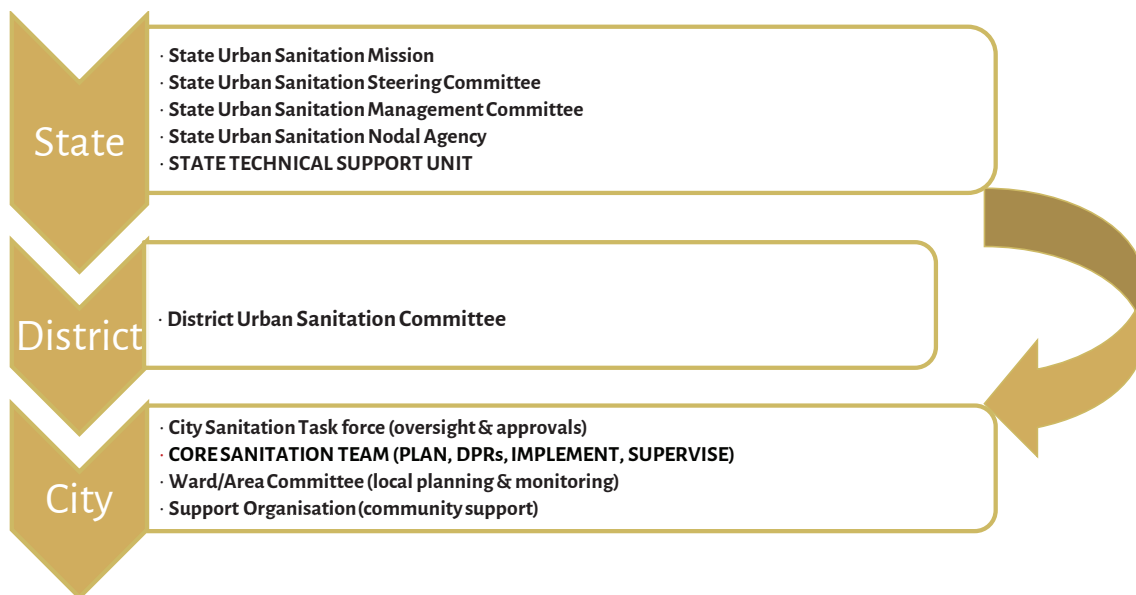 State
· State Urban Sanitation Mission
· State Urban Sanitation Steering Committee
· State Urban Sanitation Management Committee
· State Urban Sanitation Nodal Agency
· STATE TECHNICAL SUPPORT UNIT
District
· District Urban Sanitation Committee
City
· City Sanitation Task force (oversight & approvals)
· CORE SANITATION TEAM (PLAN, DPRs, IMPLEMENT, SUPERVISE)
· Ward/Area Committee (local planning & monitoring)
· Support Organisation (community support)